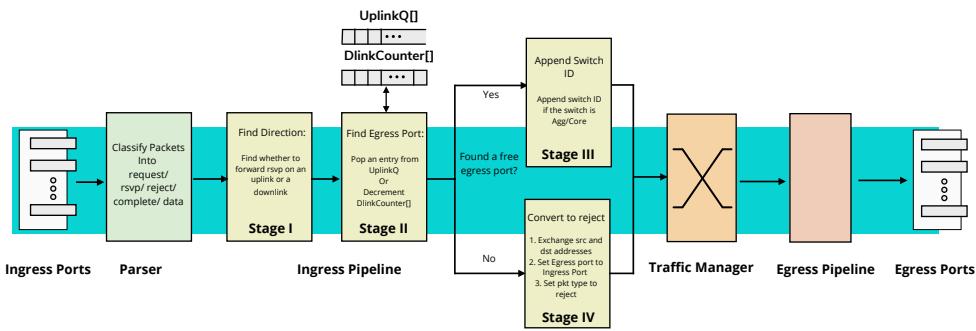 UplinkQ[]
DlinkCounter[]
Classify Packets
Into
request/
rsvp/ reject/
complete/ data
Find Direction:
Find whether to
forward rsvp on an
uplink or a
downlink
Stage I
Find Egress Port:
Pop an entry from
UplinkQ
Or
Decrement
DlinkCounter[]
Stage II
Yes
Found a free
egress port?
No
Append Switch
ID
Append switch ID
if the switch is
Agg/Core
Stage III
Convert to reject
1. Exchange src and
dst addresses
2. Set Egress port to
Ingress Port
3. Set pkt type to
reject
Stage IV
Ingress Ports
Parser
Ingress Pipeline
Traffic Manager
Egress Pipeline
Egress Ports